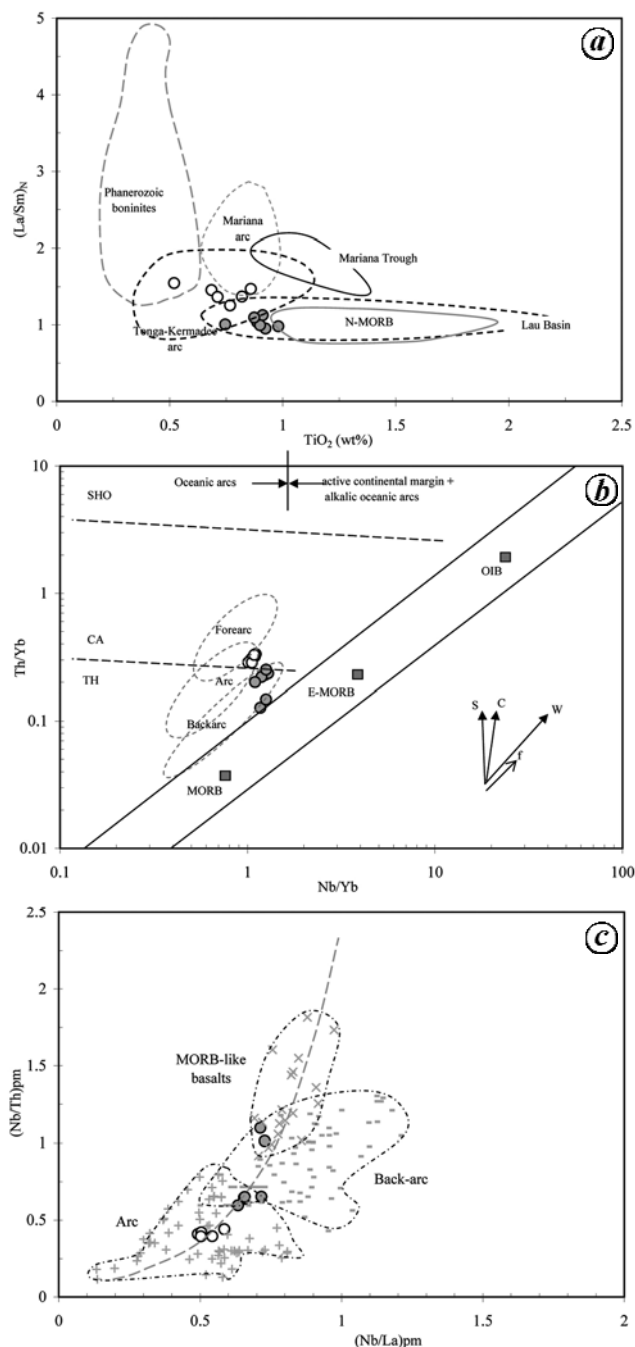 a
5
4
3
2
1
0
(La/Sm)N
Phanerozoic
boninites
Mariana
arc
Mariana Trough
N-MORB
Lau Basin
Tonga-Kermadec
arc
0
0.5
1
1.5
2
2.5
TiO2 (wt%)
Oceanic arcs
active continental margin +
alkalic oceanic arcs
b
10
1
0.1
0.01
Th/Yb
SHO
CA
TH
Forearc
Arc
Backarc
OIB
E-MORB
MORB
S
C
W
f
0.1
1
10
100
Nb/Yb
c
2.5
2
1.5
1
0.5
0
(Nb/Th)pm
MORB-like
basalts
Back-arc
Arc
0
0.5
1
1.5
2
(Nb/La)pm